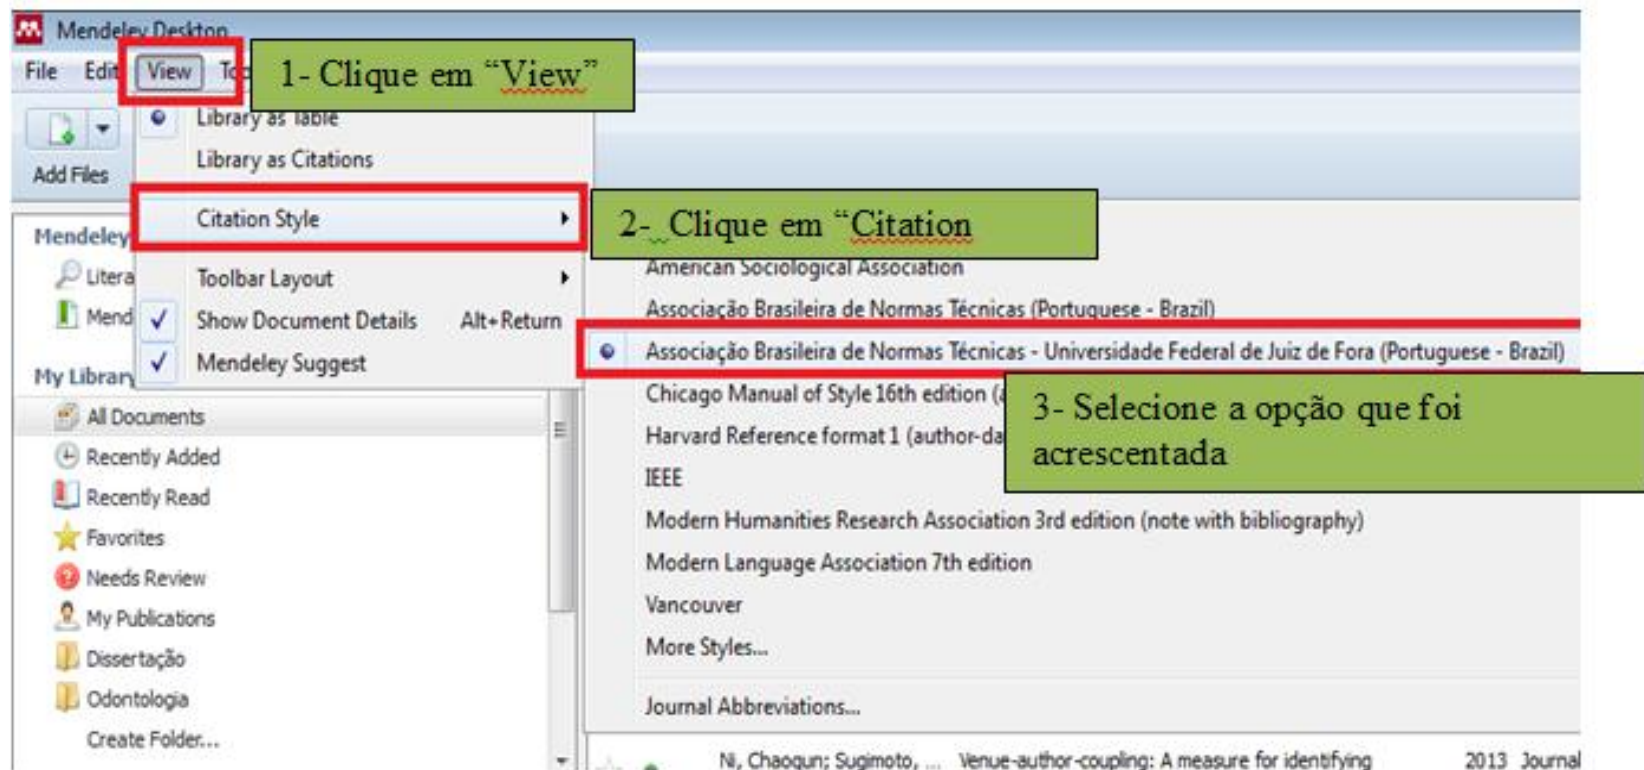 Mendeley Desktop
File Edit View
1- Clique em “View”
Library as Table
Library as Citations
Add Files
Citation Style
2- Clique em “Citation
Mendeley
Litera
Toolbar Layout
American Sociological Association
Mend
Show Document Details Alt+Return
Associação Brasileira de Normas Técnicas (Portuguese - Brazil)
Mendeley Suggest
Associação Brasileira de Normas Técnicas - Universidade Federal de Juiz de Fora (Portuguese - Brazil)
My Library
Chicago Manual of Style 16th edition (a
3- Selecione a opção que foi
acrescentada
All Documents
Harvard Reference format 1 (author-da
Recently Added
IEEE
Recently Read
Modern Humanities Research Association 3rd edition (note with bibliography)
Favorites
Modern Language Association 7th edition
Needs Review
Vancouver
My Publications
More Styles...
Dissertação
Odontologia
Journal Abbreviations...
Create Folder...
Ni, Chaoqun; Sugimoto, ... Venue-author-coupling: A measure for identifying 2013 Journal